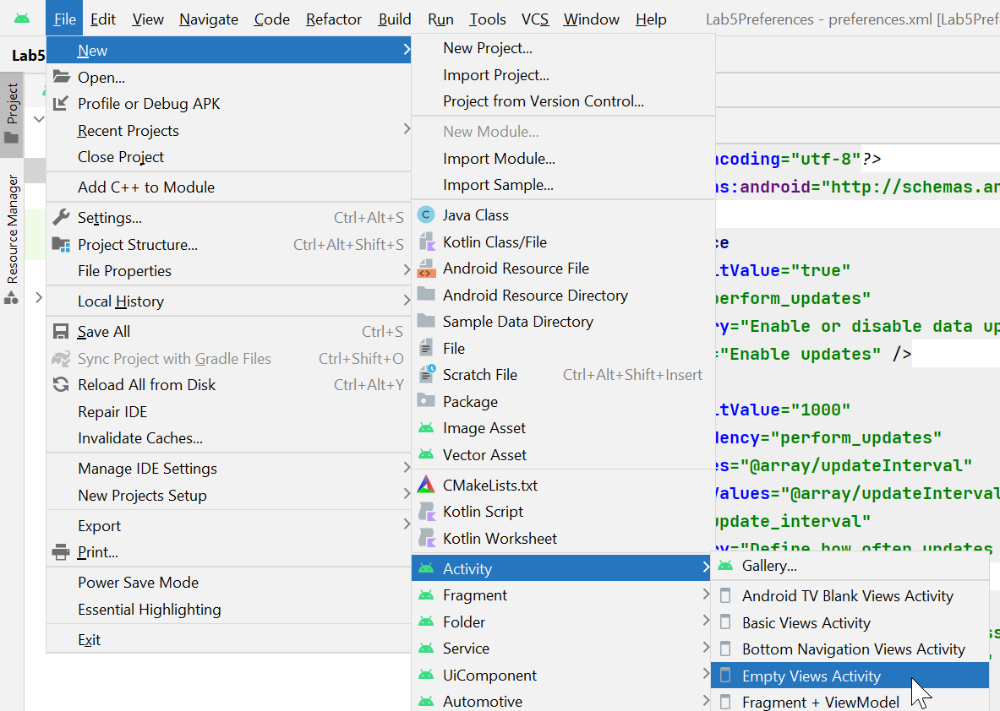 File Edit View Navigate Code Refactor Build Run Tools VCS Window Help Lab5Preferences - preferences.xml [Lab5Pref
Lab5
Project
Resource Manager
New
Open...
Profile or Debug APK
Recent Projects
Close Project
Add C++ to Module
Settings... Ctrl+Alt+S
Project Structure... Ctrl+Alt+Shift+S
File Properties
Local History
Save All Ctrl+S
Sync Project with Gradle Files Ctrl+Shift+O
Reload All from Disk Ctrl+Alt+Y
Repair IDE
Invalidate Caches...
Manage IDE Settings
New Projects Setup
Export
Print...
Power Save Mode
Essential Highlighting
Exit
New Project...
Import Project...
Project from Version Control...
New Module...
Import Module...
Import Sample...
Java Class
Kotlin Class/File
Android Resource File
Android Resource Directory
Sample Data Directory
File
Scratch File Ctrl+Alt+Shift+Insert
Package
Image Asset
Vector Asset
CMakeLists.txt
Kotlin Script
Kotlin Worksheet
Activity
Fragment
Folder
Service
UiComponent
Automotive
Gallery...
Android TV Blank Views Activity
Basic Views Activity
Bottom Navigation Views Activity
Empty Views Activity
Fragment + ViewModel
ncoding="utf-8"?>
ns:android="http://schemas.an
ce
ltValue="true"
perform_updates"
ry="Enable or disable data up
="Enable updates" />
ltValue="1000"
dency="perform_updates"
es="@array/updateInterval"
Values="@array/updateInterval
update_interval"
ry="Define how often updates